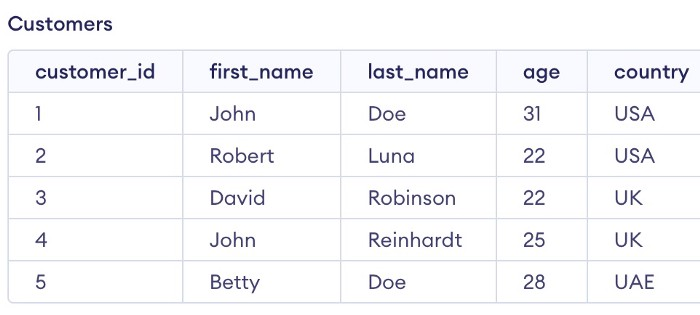 Customers
customer_id first_name last_name age country
1 John Doe 31 USA
2 Robert Luna 22 USA
3 David Robinson 22 UK
4 John Reinhardt 25 UK
5 Betty Doe 28 UAE